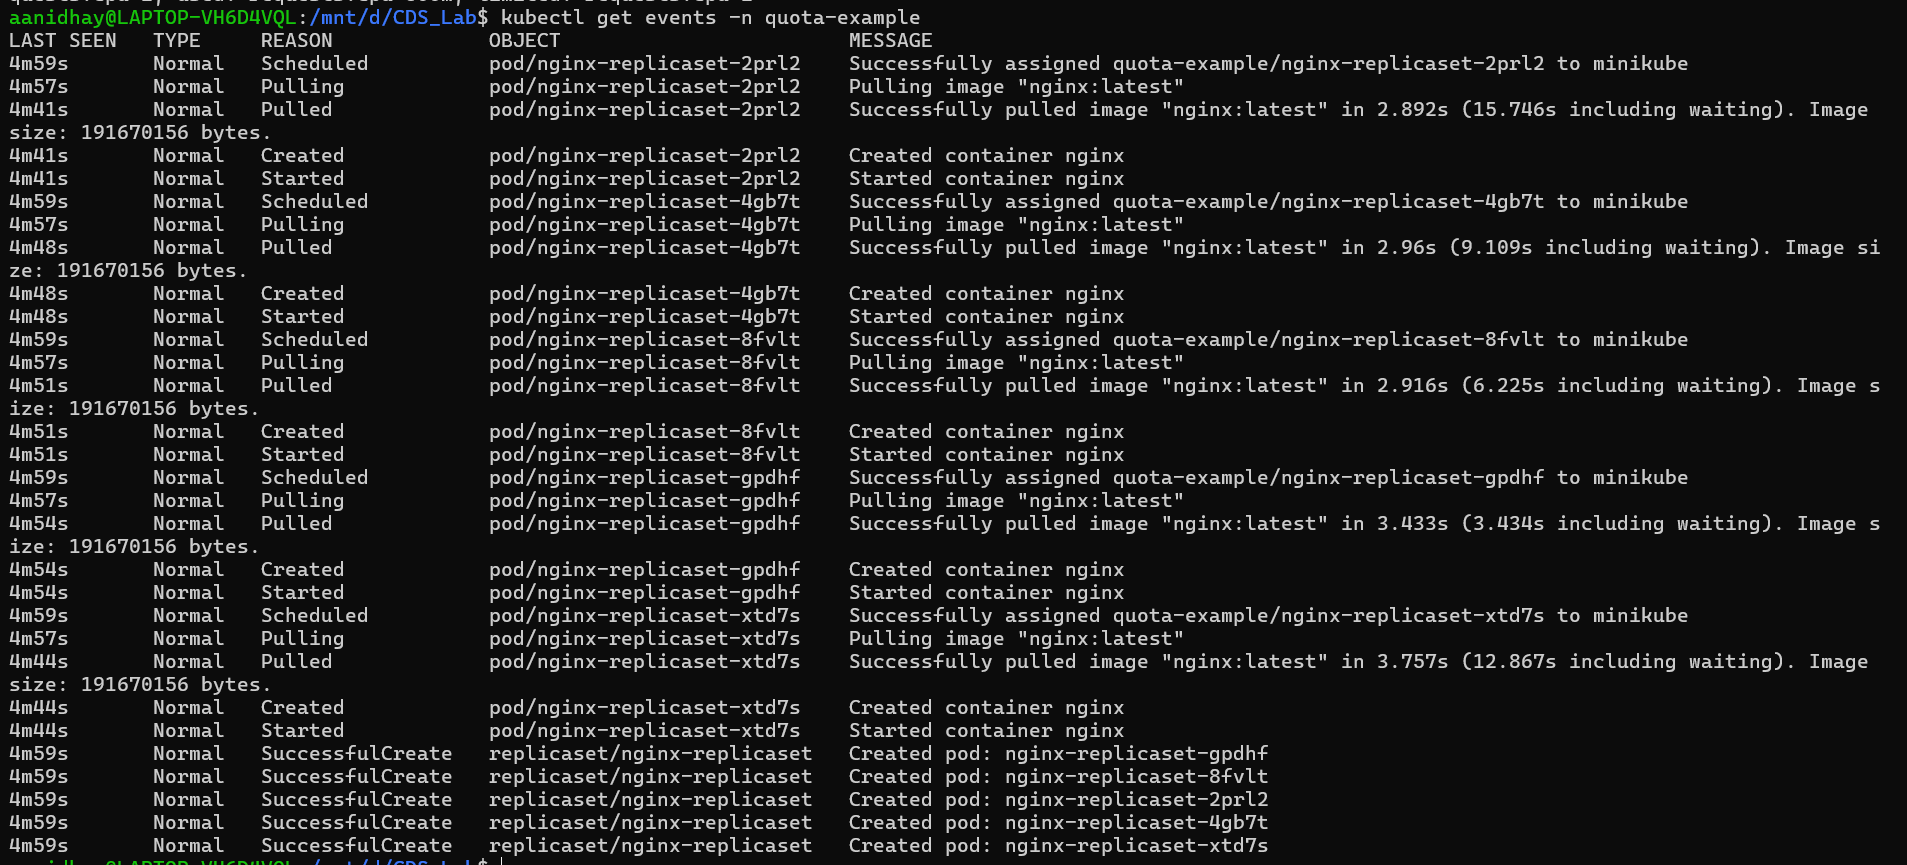 aanidhay@LAPTOP-VH6D4VQL:/mnt/d/CDS_Lab$ kubectl get events -n quota-example
LAST SEEN   TYPE     REASON             OBJECT                        MESSAGE
4m59s       Normal   Scheduled          pod/nginx-replicaset-2prl2    Successfully assigned quota-example/nginx-replicaset-2prl2 to minikube
4m57s       Normal   Pulling            pod/nginx-replicaset-2prl2    Pulling image "nginx:latest"
4m41s       Normal   Pulled             pod/nginx-replicaset-2prl2    Successfully pulled image "nginx:latest" in 2.892s (15.746s including waiting). Image
size: 191670156 bytes.
4m41s       Normal   Created            pod/nginx-replicaset-2prl2    Created container nginx
4m41s       Normal   Started            pod/nginx-replicaset-2prl2    Started container nginx
4m59s       Normal   Scheduled          pod/nginx-replicaset-4gb7t    Successfully assigned quota-example/nginx-replicaset-4gb7t to minikube
4m57s       Normal   Pulling            pod/nginx-replicaset-4gb7t    Pulling image "nginx:latest"
4m48s       Normal   Pulled             pod/nginx-replicaset-4gb7t    Successfully pulled image "nginx:latest" in 2.96s (9.109s including waiting). Image si
ze: 191670156 bytes.
4m48s       Normal   Created            pod/nginx-replicaset-4gb7t    Created container nginx
4m48s       Normal   Started            pod/nginx-replicaset-4gb7t    Started container nginx
4m59s       Normal   Scheduled          pod/nginx-replicaset-8fvlt    Successfully assigned quota-example/nginx-replicaset-8fvlt to minikube
4m57s       Normal   Pulling            pod/nginx-replicaset-8fvlt    Pulling image "nginx:latest"
4m51s       Normal   Pulled             pod/nginx-replicaset-8fvlt    Successfully pulled image "nginx:latest" in 2.916s (6.225s including waiting). Image s
ize: 191670156 bytes.
4m51s       Normal   Created            pod/nginx-replicaset-8fvlt    Created container nginx
4m51s       Normal   Started            pod/nginx-replicaset-8fvlt    Started container nginx
4m59s       Normal   Scheduled          pod/nginx-replicaset-gpdhf    Successfully assigned quota-example/nginx-replicaset-gpdhf to minikube
4m57s       Normal   Pulling            pod/nginx-replicaset-gpdhf    Pulling image "nginx:latest"
4m54s       Normal   Pulled             pod/nginx-replicaset-gpdhf    Successfully pulled image "nginx:latest" in 3.433s (3.434s including waiting). Image s
ize: 191670156 bytes.
4m54s       Normal   Created            pod/nginx-replicaset-gpdhf    Created container nginx
4m54s       Normal   Started            pod/nginx-replicaset-gpdhf    Started container nginx
4m59s       Normal   Scheduled          pod/nginx-replicaset-xtd7s    Successfully assigned quota-example/nginx-replicaset-xtd7s to minikube
4m57s       Normal   Pulling            pod/nginx-replicaset-xtd7s    Pulling image "nginx:latest"
4m44s       Normal   Pulled             pod/nginx-replicaset-xtd7s    Successfully pulled image "nginx:latest" in 3.757s (12.867s including waiting). Image
size: 191670156 bytes.
4m44s       Normal   Created            pod/nginx-replicaset-xtd7s    Created container nginx
4m44s       Normal   Started            pod/nginx-replicaset-xtd7s    Started container nginx
4m59s       Normal   SuccessfulCreate   replicaset/nginx-replicaset   Created pod: nginx-replicaset-gpdhf
4m59s       Normal   SuccessfulCreate   replicaset/nginx-replicaset   Created pod: nginx-replicaset-8fvlt
4m59s       Normal   SuccessfulCreate   replicaset/nginx-replicaset   Created pod: nginx-replicaset-2prl2
4m59s       Normal   SuccessfulCreate   replicaset/nginx-replicaset   Created pod: nginx-replicaset-4gb7t
4m59s       Normal   SuccessfulCreate   replicaset/nginx-replicaset   Created pod: nginx-replicaset-xtd7s
aanidhay@LAPTOP-VH6D4VQL:/mnt/d/CDS_Lab$